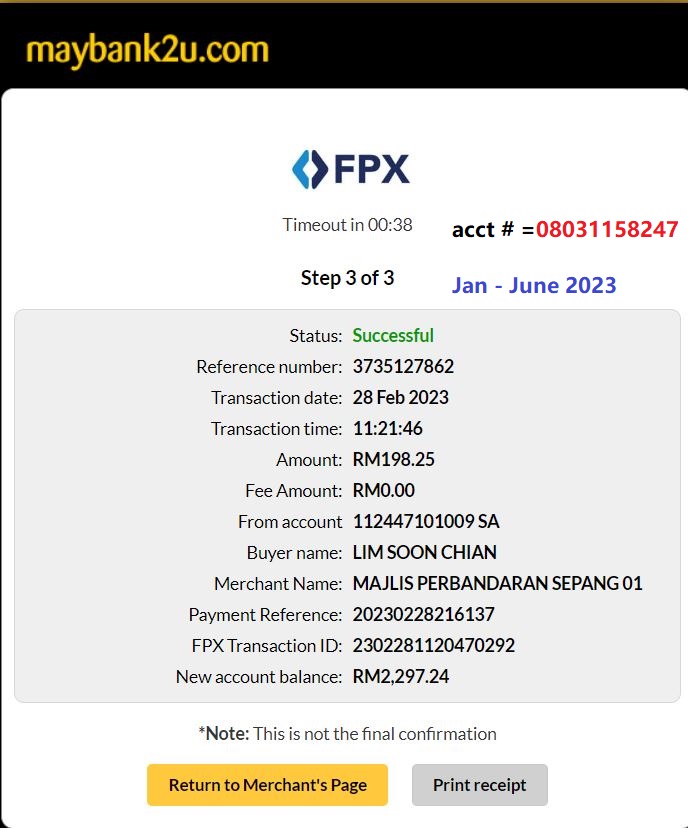 maybank2u.com
FPX
Timeout in 00:38
acct # =08031158247
Step 3 of 3
Jan - June 2023
Status: Successful
Reference number: 3735127862
Transaction date: 28 Feb 2023
Transaction time: 11:21:46
Amount: RM198.25
Fee Amount: RM0.00
From account 112447101009 SA
Buyer name: LIM SOON CHIAN
Merchant Name: MAJLIS PERBANDARAN SEPANG 01
Payment Reference: 20230228216137
FPX Transaction ID: 2302281120470292
New account balance: RM2,297.24
*Note: This is not the final confirmation
Return to Merchant's Page
Print receipt